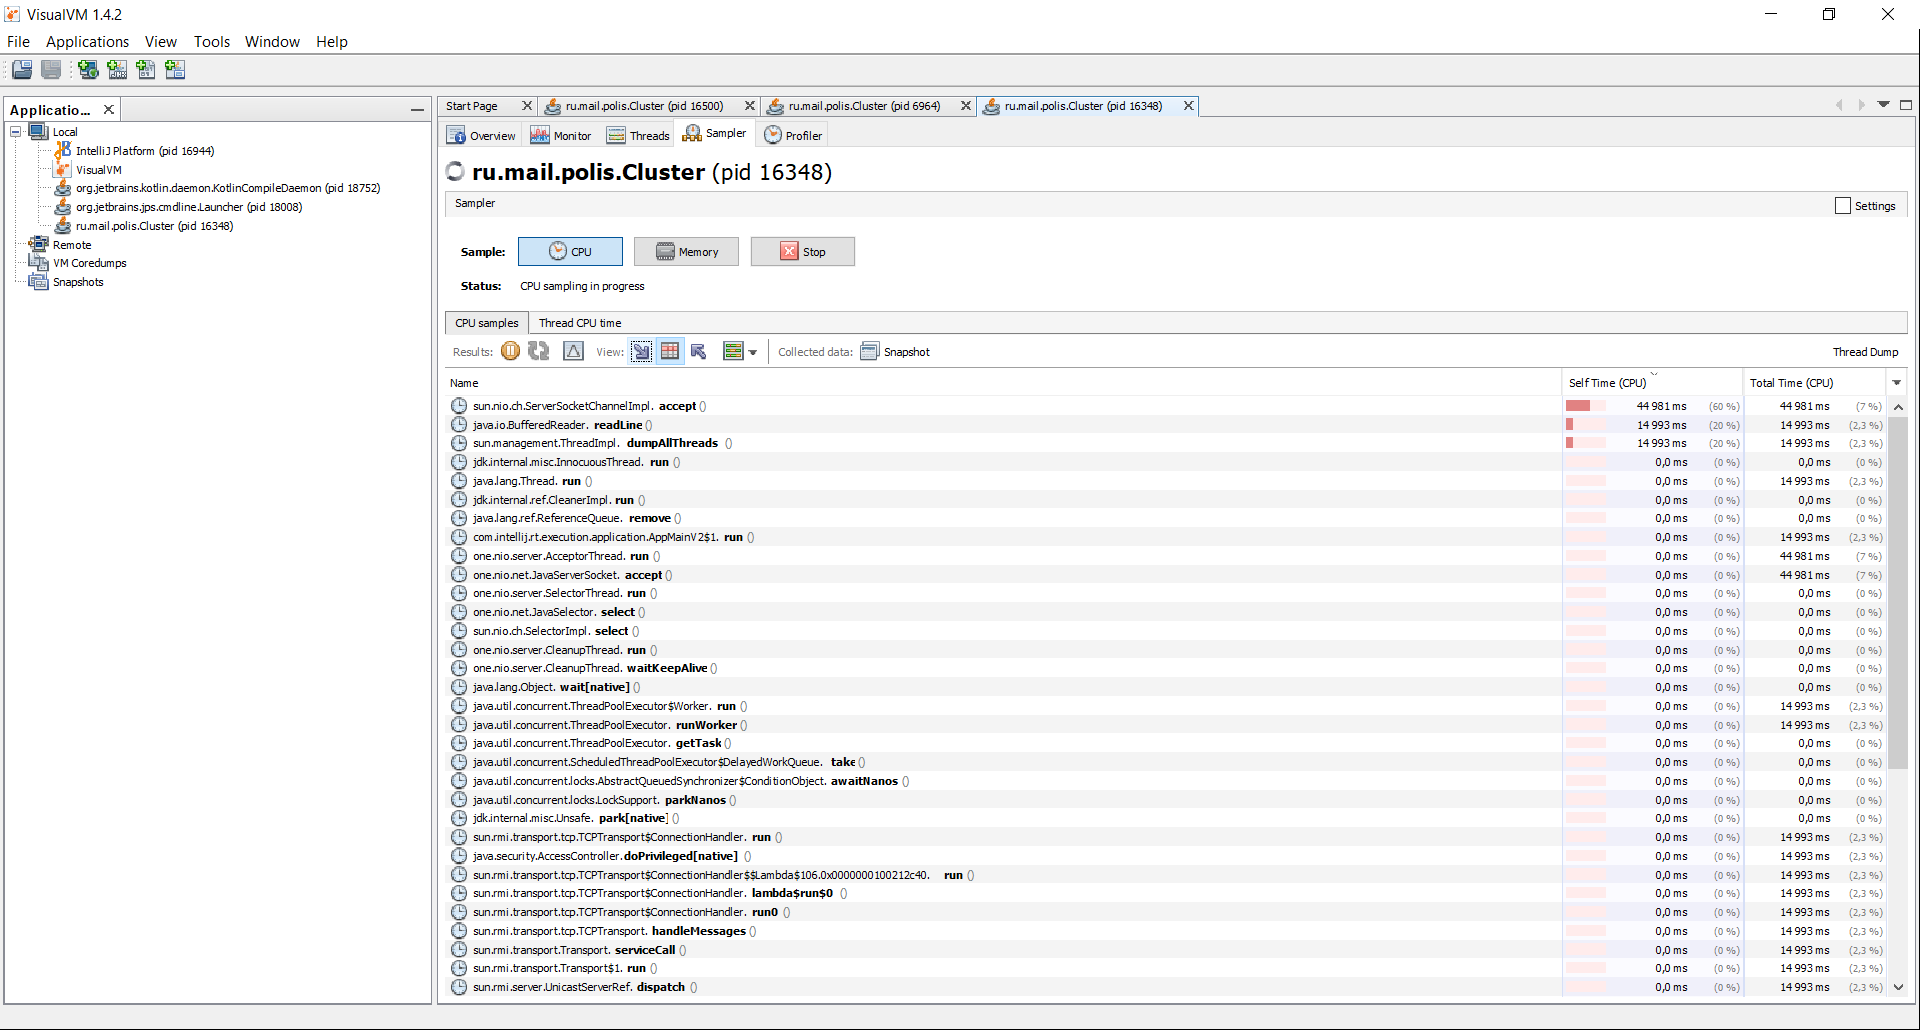 VisualVM 1.4.2
File Applications View Tools Window Help
Applicatio...
Local
IntelliJ Platform (pid 16944)
VisualVM
org.jetbrains.kotlin.daemon.KotlinCompileDaemon (pid 18752)
org.jetbrains.jps.cmdline.Launcher (pid 18008)
ru.mail.polis.Cluster (pid 16348)
Remote
VM Coredumps
Snapshots
Start Page ru.mail.polis.Cluster (pid 16500) ru.mail.polis.Cluster (pid 6964) ru.mail.polis.Cluster (pid 16348)
Overview Monitor Threads Sampler Profiler
ru.mail.polis.Cluster (pid 16348)
Sampler Settings
Sample: CPU Memory Stop
Status: CPU sampling in progress
CPU samples Thread CPU time
Results: View: Collected data: Snapshot Thread Dump
Name Self Time (CPU) Total Time (CPU)
sun.nio.ch.ServerSocketChannelImpl.accept () 44 981 ms (60 %) 44 981 ms (7 %)
java.io.BufferedReader.readLine () 14 993 ms (20 %) 14 993 ms (2,3 %)
sun.management.ThreadImpl.dumpAllThreads () 14 993 ms (20 %) 14 993 ms (2,3 %)
jdk.internal.misc.InnocuousThread.run () 0,0 ms (0 %) 0,0 ms (0 %)
java.lang.Thread.run () 0,0 ms (0 %) 14 993 ms (2,3 %)
jdk.internal.ref.CleanerImpl.run () 0,0 ms (0 %) 0,0 ms (0 %)
java.lang.ref.ReferenceQueue.remove () 0,0 ms (0 %) 0,0 ms (0 %)
com.intellij.rt.execution.application.AppMainV2$1.run () 0,0 ms (0 %) 14 993 ms (2,3 %)
one.nio.server.AcceptorThread.run () 0,0 ms (0 %) 44 981 ms (7 %)
one.nio.net.JavaServerSocket.accept () 0,0 ms (0 %) 44 981 ms (7 %)
one.nio.server.SelectorThread.run () 0,0 ms (0 %) 0,0 ms (0 %)
one.nio.net.JavaSelector.select () 0,0 ms (0 %) 0,0 ms (0 %)
sun.nio.ch.SelectorImpl.select () 0,0 ms (0 %) 0,0 ms (0 %)
one.nio.server.CleanupThread.run () 0,0 ms (0 %) 0,0 ms (0 %)
one.nio.server.CleanupThread.waitKeepAlive () 0,0 ms (0 %) 0,0 ms (0 %)
java.lang.Object.wait[native] () 0,0 ms (0 %) 0,0 ms (0 %)
java.util.concurrent.ThreadPoolExecutor$Worker.run () 0,0 ms (0 %) 14 993 ms (2,3 %)
java.util.concurrent.ThreadPoolExecutor.runWorker () 0,0 ms (0 %) 14 993 ms (2,3 %)
java.util.concurrent.ThreadPoolExecutor.getTask () 0,0 ms (0 %) 0,0 ms (0 %)
java.util.concurrent.ScheduledThreadPoolExecutor$DelayedWorkQueue.take () 0,0 ms (0 %) 0,0 ms (0 %)
java.util.concurrent.locks.AbstractQueuedSynchronizer$ConditionObject.awaitNanos () 0,0 ms (0 %) 0,0 ms (0 %)
java.util.concurrent.locks.LockSupport.parkNanos () 0,0 ms (0 %) 0,0 ms (0 %)
jdk.internal.misc.Unsafe.park[native] () 0,0 ms (0 %) 0,0 ms (0 %)
sun.rmi.transport.tcp.TCPTransport$ConnectionHandler.run () 0,0 ms (0 %) 14 993 ms (2,3 %)
java.security.AccessController.doPrivileged[native] () 0,0 ms (0 %) 14 993 ms (2,3 %)
sun.rmi.transport.tcp.TCPTransport$ConnectionHandler$$Lambda$106.0x0000000100212c40.run () 0,0 ms (0 %) 14 993 ms (2,3 %)
sun.rmi.transport.tcp.TCPTransport$ConnectionHandler.lambda$run$0 () 0,0 ms (0 %) 14 993 ms (2,3 %)
sun.rmi.transport.tcp.TCPTransport$ConnectionHandler.run0 () 0,0 ms (0 %) 14 993 ms (2,3 %)
sun.rmi.transport.tcp.TCPTransport.handleMessages () 0,0 ms (0 %) 14 993 ms (2,3 %)
sun.rmi.transport.Transport.serviceCall () 0,0 ms (0 %) 14 993 ms (2,3 %)
sun.rmi.transport.Transport$1.run () 0,0 ms (0 %) 14 993 ms (2,3 %)
sun.rmi.server.UnicastServerRef.dispatch () 0,0 ms (0 %) 14 993 ms (2,3 %)